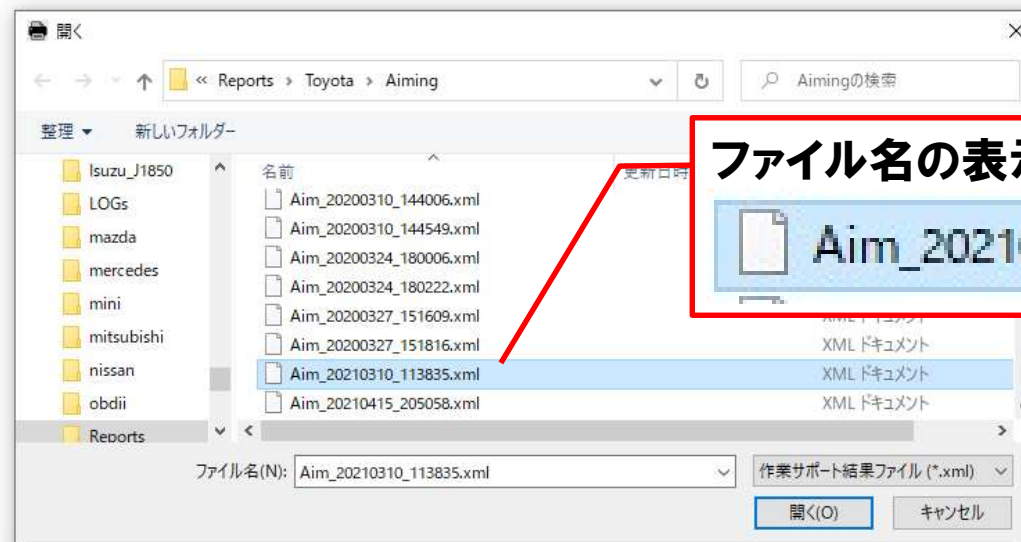 開く
« Reports › Toyota › Aiming
Aimingの検索
整理
新しいフォルダー
Isuzu_J1850
LOGs
mazda
mercedes
mini
mitsubishi
nissan
obdii
Reports
名前
更新日時
Aim_20200310_144006.xml
Aim_20200310_144549.xml
Aim_20200324_180006.xml
Aim_20200324_180222.xml
Aim_20200327_151609.xml
Aim_20200327_151816.xml XML ドキュメント
Aim_20210310_113835.xml XML ドキュメント
Aim_20210415_205058.xml XML ドキュメント
ファイル名の表
Aim_2021
ファイル名(N): Aim_20210310_113835.xml
作業サポート結果ファイル (*.xml)
開く(O)
キャンセル